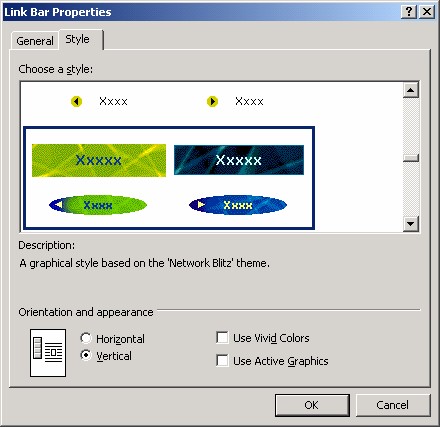 Link Bar Properties
General Style
Choose a style:
Xxxx Xxxx
Xxxxx Xxxxx
Xxxx Xxxx
Description:
A graphical style based on the 'Network Blitz' theme.
Orientation and appearance
Horizontal
Vertical
Use Vivid Colors
Use Active Graphics
OK Cancel